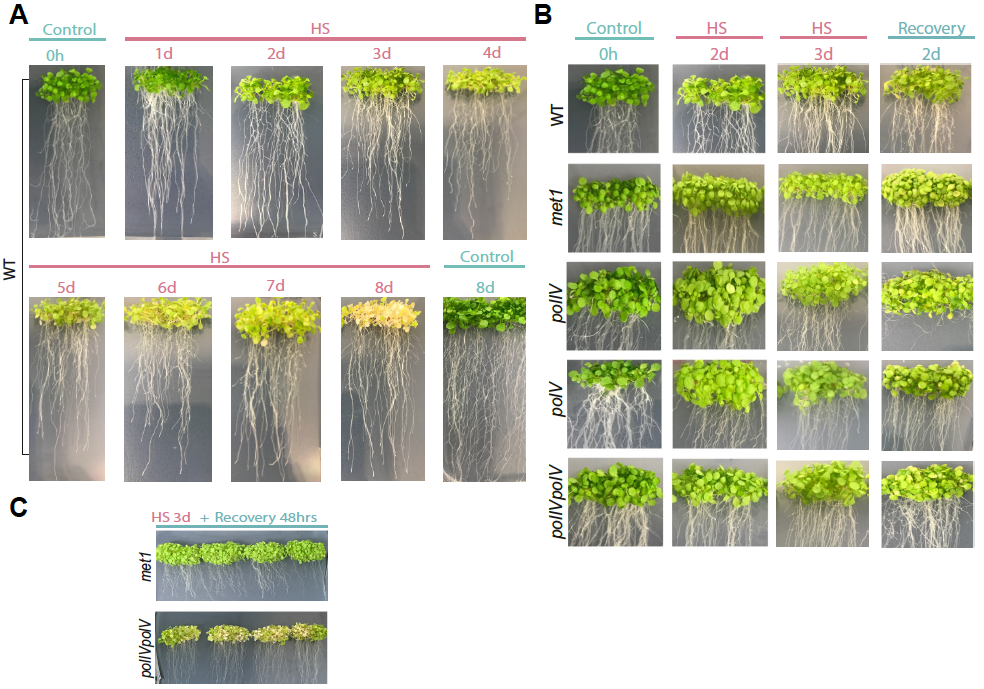 A
Control
HS
0h
1d
2d
3d
4d
WT
HS
Control
5d
6d
7d
8d
8d
B
Control
HS
HS
Recovery
0h
2d
3d
2d
WT
met1
polIV
polV
polIVpolV
C
HS 3d + Recovery 48hrs
met1
polIVpolV